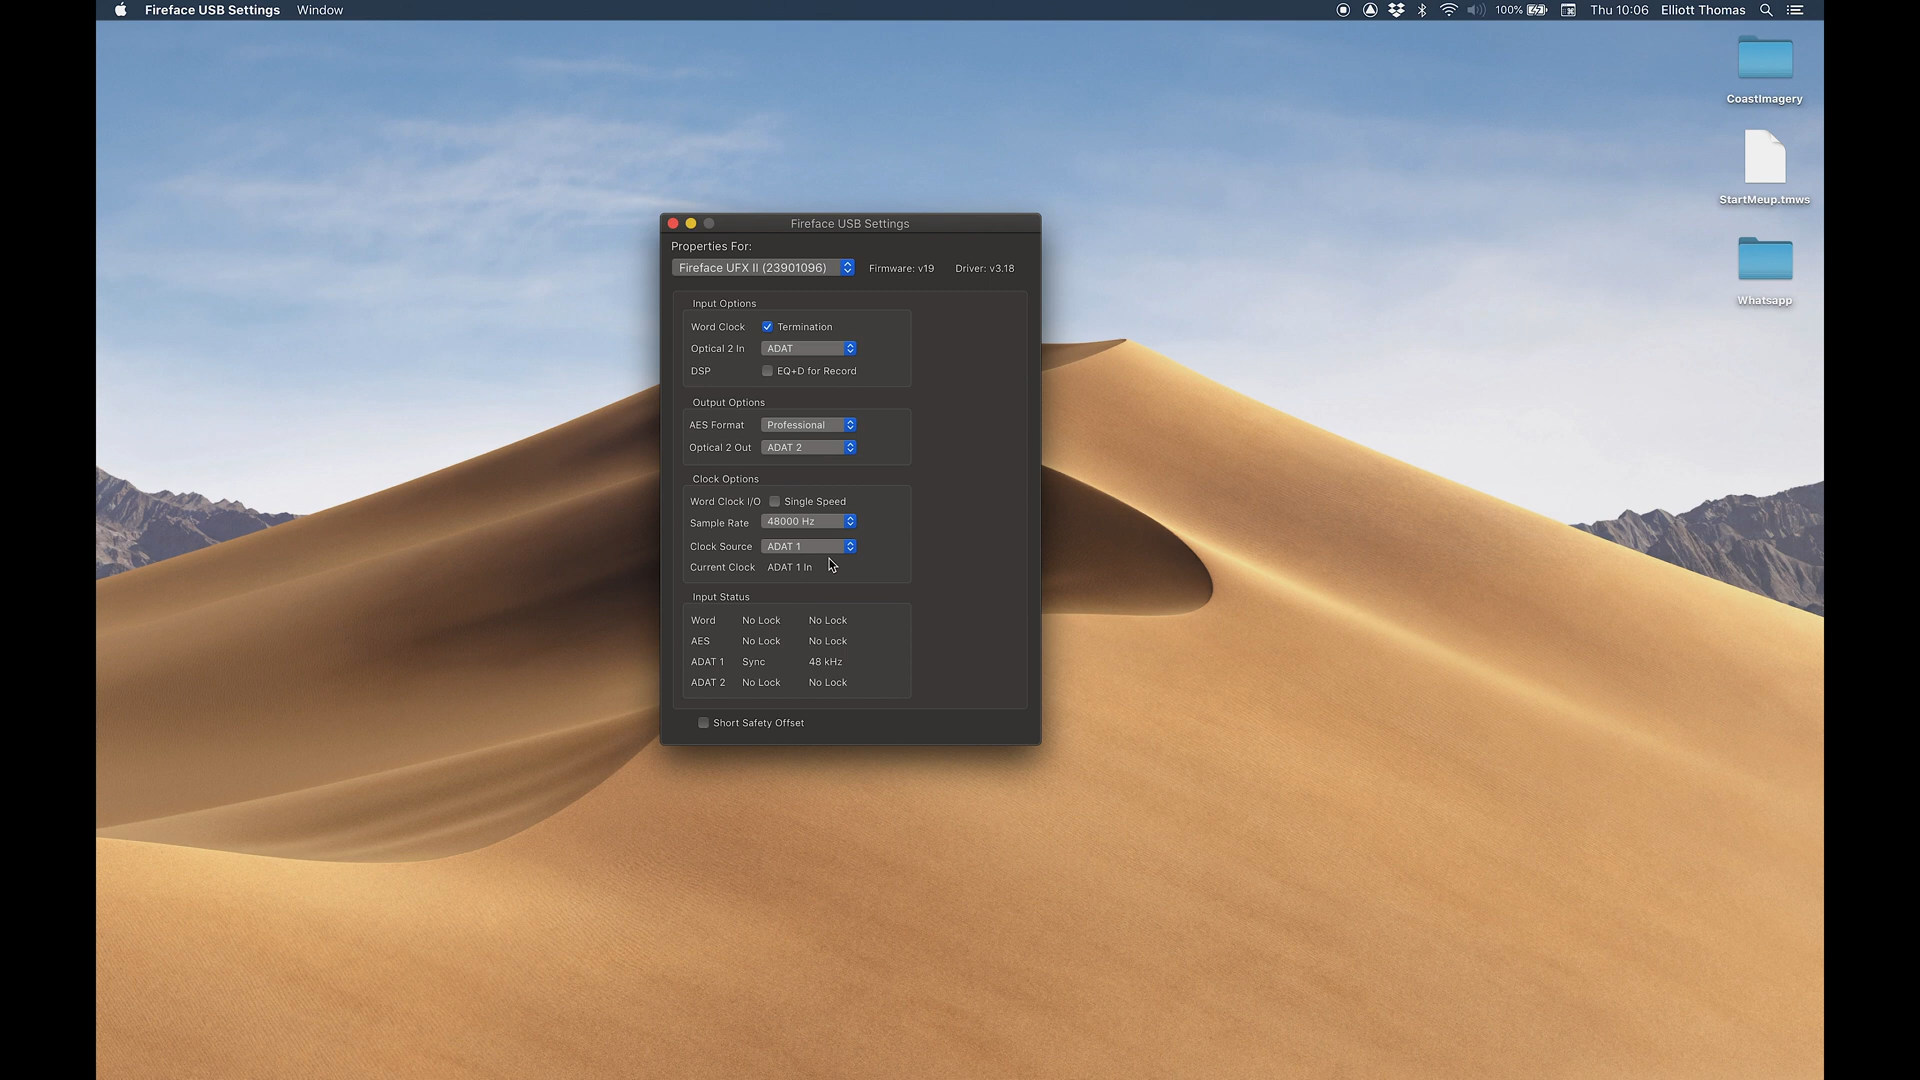 Fireface USB Settings Window 100% Thu 10:06 Elliott Thomas
CoastImagery
StartMeup.tmws
Whatsapp
Fireface USB Settings
Properties For:
Fireface UFX II (23901096) Firmware: v19 Driver: v3.18
Input Options
Word Clock Termination
Optical 2 In ADAT
DSP EQ+D for Record
Output Options
AES Format Professional
Optical 2 Out ADAT 2
Clock Options
Word Clock I/O Single Speed
Sample Rate 48000 Hz
Clock Source ADAT 1
Current Clock ADAT 1 In
Input Status
Word No Lock No Lock
AES No Lock No Lock
ADAT 1 Sync 48 kHz
ADAT 2 No Lock No Lock
Short Safety Offset